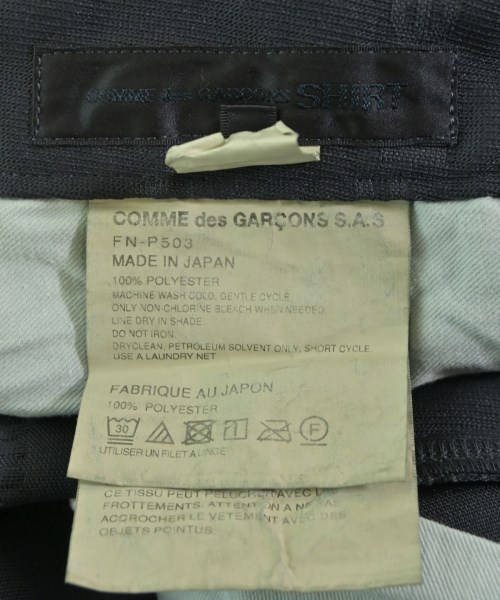 COMME des GARÇONS SHIRT
COMME des GARÇONS S.A.S
FN-P503
MADE IN JAPAN
100% POLYESTER
MACHINE WASH COLD, GENTLE CYCLE.
ONLY NON-CHLORINE BLEACH WHEN NEEDED.
LINE DRY IN SHADE.
DO NOT IRON.
DRYCLEAN, PETROLEUM SOLVENT ONLY, SHORT CYCLE.
USE A LAUNDRY NET
FABRIQUE AU JAPON
100% POLYESTER
30 F
UTILISER UN FILET A LINGE
CE TISSU PEUT PELUCHER AVEC
FROTTEMENTS. ATTENTION A NE PAS
ACCROCHER LE VETEMENT AVEC DES
OBJETS POINTUS